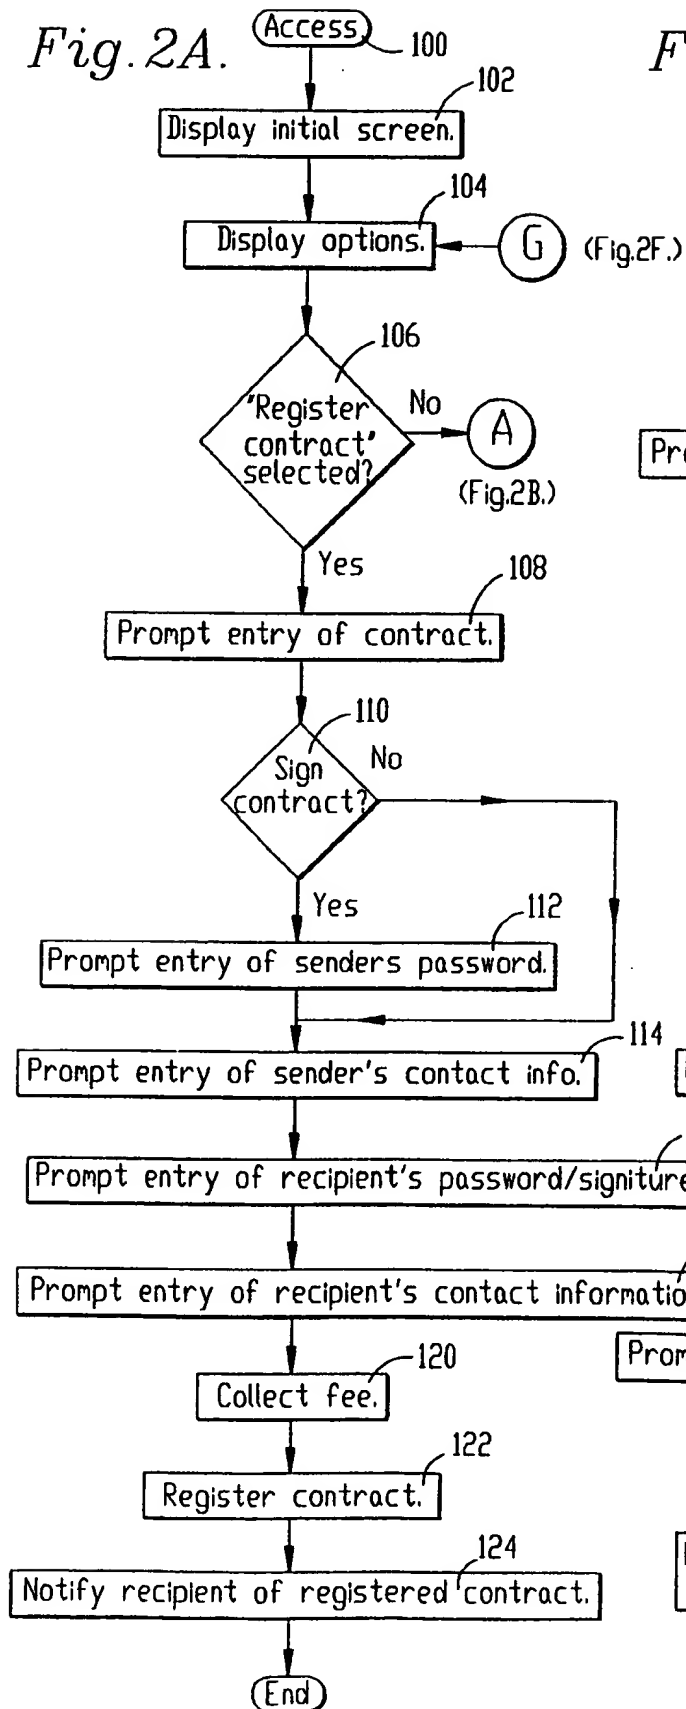 Fig.2A.
Access
100
F
102
Display initial screen.
104
Display options.
G
(Fig.2F.)
106
"Register
contract"
selected?
No
A
(Fig.2B.)
Yes
108
Prompt entry of contract.
110
Sign
contract?
No
Yes
112
Prompt entry of senders password.
114
Prompt entry of sender's contact info.
Prompt entry of recipient's password/signiture
Prompt entry of recipient's contact informatio
Prom
120
Collect fee.
122
Register contract.
124
Notify recipient of registered contract.
End